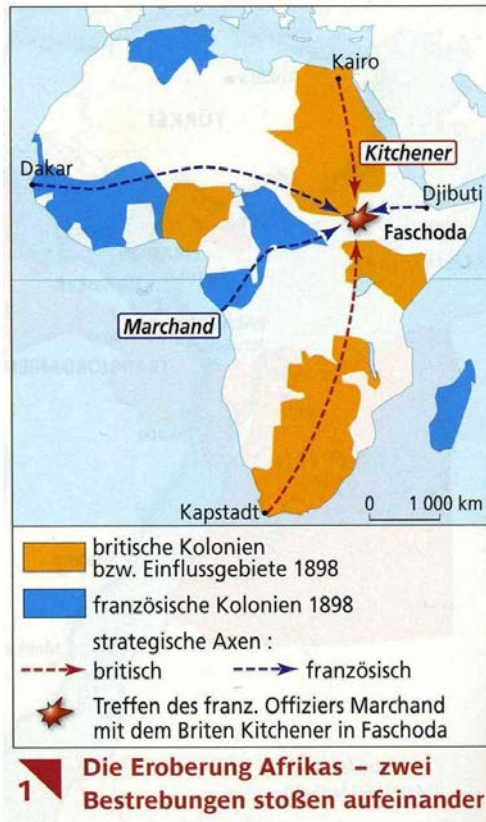 Kairo
Kitchener
Dakar
Djibuti
Faschoda
Marchand
Kapstadt
0 1 000 km
britische Kolonien
bzw. Einflussgebiete 1898
französische Kolonien 1898
strategische Axen :
britisch
französisch
Treffen des franz. Offiziers Marchand
mit dem Briten Kitchener in Faschoda
1
Die Eroberung Afrikas – zwei
Bestrebungen stoßen aufeinander